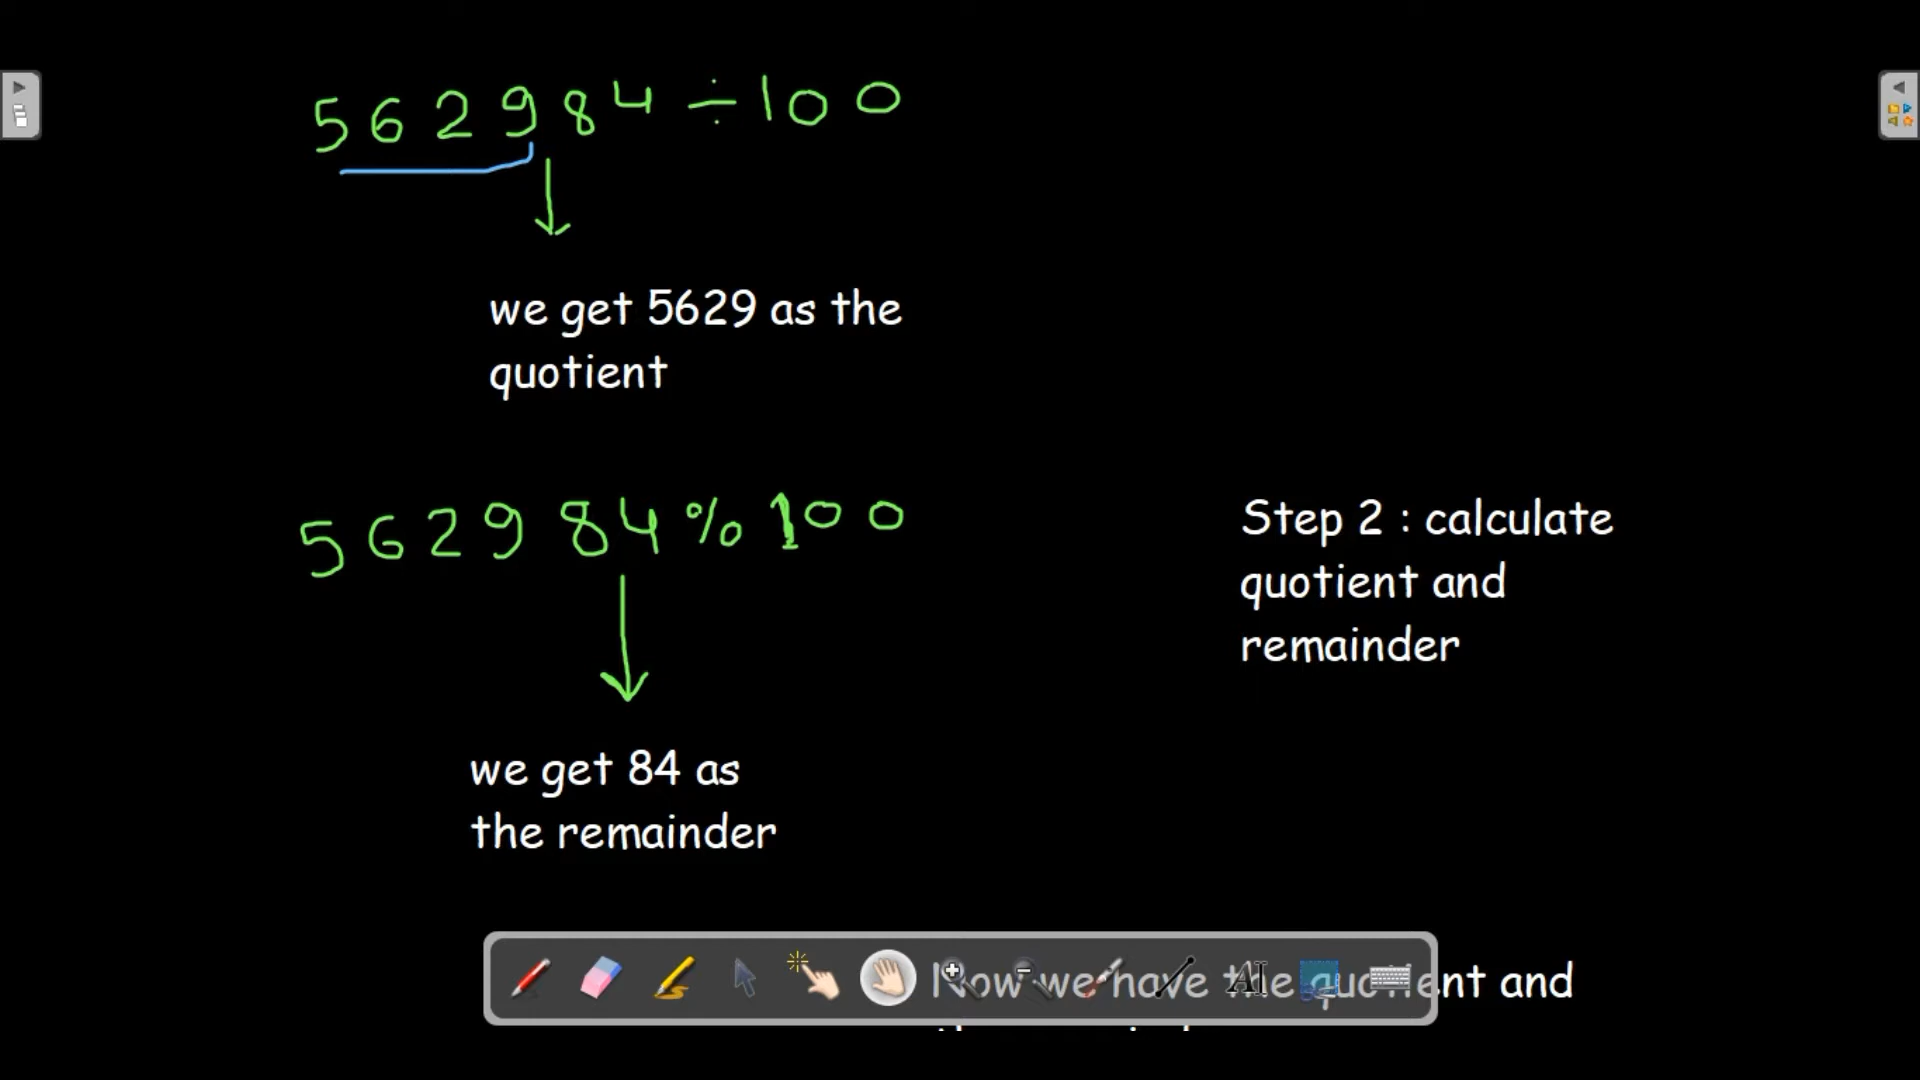 562984 ÷ 100
we get 5629 as the
quotient
562984 % 100
Step 2 : calculate
quotient and
remainder
we get 84 as
the remainder
Now we have the quotient and